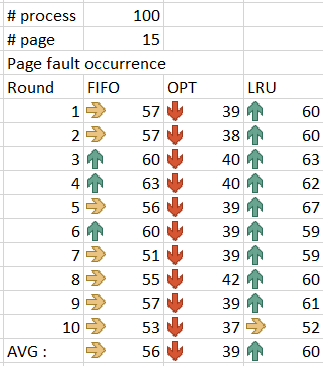 # process 100
# page 15
Page fault occurrence
Round FIFO OPT LRU
1 57 39 60
2 57 38 60
3 60 40 63
4 63 40 62
5 56 39 67
6 60 39 59
7 51 39 59
8 55 42 60
9 57 39 61
10 53 37 52
AVG : 56 39 60